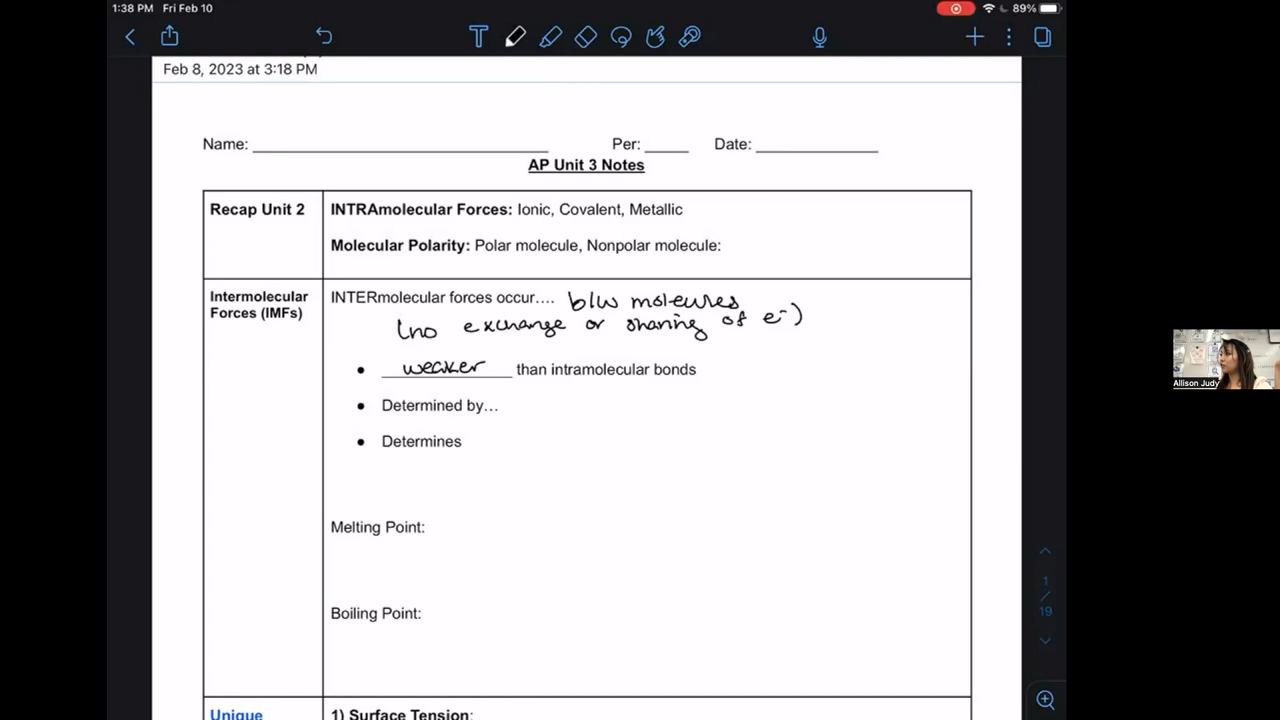 1:38 PM Fri Feb 10
89%
Feb 8, 2023 at 3:18 PM
Name: Per: Date:
AP Unit 3 Notes
Recap Unit 2
INTRAmolecular Forces: Ionic, Covalent, Metallic
Molecular Polarity: Polar molecule, Nonpolar molecule:
Intermolecular
Forces (IMFs)
INTERmolecular forces occur…. b/w molecules
(no exchange or sharing of e-)
• weaker than intramolecular bonds
• Determined by…
• Determines
Melting Point:
Boiling Point:
Unique
1) Surface Tension:
1
/
19
Allison Judy